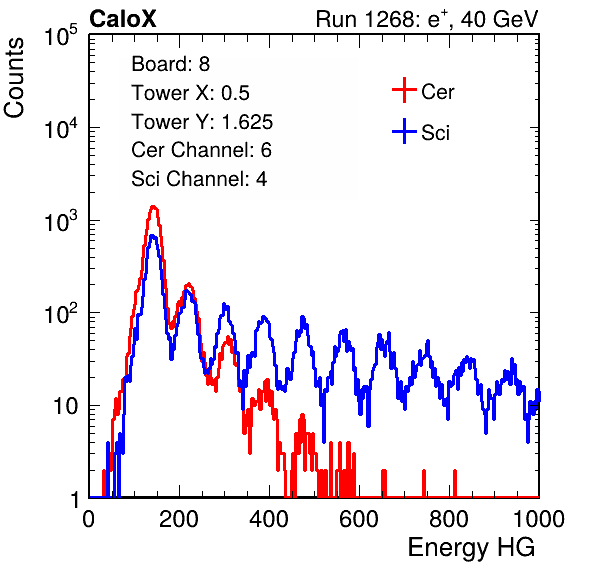 CaloX Run 1268: e⁺, 40 GeV
Counts
10⁵
10⁴
10³
10²
10
1
Board: 8
Tower X: 0.5
Tower Y: 1.625
Cer Channel: 6
Sci Channel: 4
Cer
Sci
0 200 400 600 800 1000
Energy HG